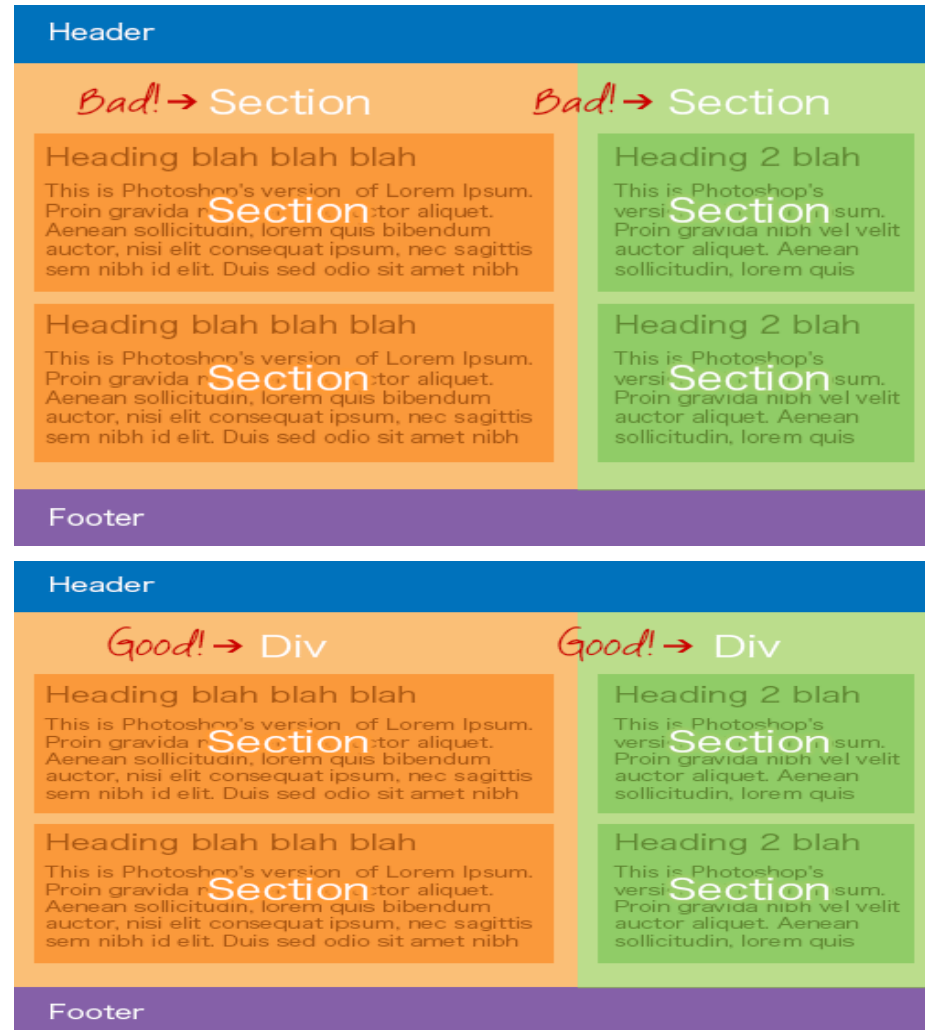 Header
Bad! → Section
Bad! → Section
Heading blah blah blah
This is Photoshop's version of Lorem Ipsum.
Proin gravida Section tor aliquet.
Aenean sollicitudin, lorem quis bibendum
auctor, nisi elit consequat ipsum, nec sagittis
sem nibh id elit. Duis sed odio sit amet nibh
Heading 2 blah
This is Photoshop's
versi Section sum.
Proin gravida nibh vel velit
auctor aliquet. Aenean
sollicitudin, lorem quis
Heading blah blah blah
This is Photoshop's version of Lorem Ipsum.
Proin gravida Section tor aliquet.
Aenean sollicitudin, lorem quis bibendum
auctor, nisi elit consequat ipsum, nec sagittis
sem nibh id elit. Duis sed odio sit amet nibh
Heading 2 blah
This is Photoshop's
versi Section sum.
Proin gravida nibh vel velit
auctor aliquet. Aenean
sollicitudin, lorem quis
Footer
Header
Good! → Div
Good! → Div
Heading blah blah blah
This is Photoshop's version of Lorem Ipsum.
Proin gravida Section tor aliquet.
Aenean sollicitudin, lorem quis bibendum
auctor, nisi elit consequat ipsum, nec sagittis
sem nibh id elit. Duis sed odio sit amet nibh
Heading 2 blah
This is Photoshop's
versi Section sum.
Proin gravida nibh vel velit
auctor aliquet. Aenean
sollicitudin, lorem quis
Heading blah blah blah
This is Photoshop's version of Lorem Ipsum.
Proin gravida Section tor aliquet.
Aenean sollicitudin, lorem quis bibendum
auctor, nisi elit consequat ipsum, nec sagittis
sem nibh id elit. Duis sed odio sit amet nibh
Heading 2 blah
This is Photoshop's
versi Section sum.
Proin gravida nibh vel velit
auctor aliquet. Aenean
sollicitudin, lorem quis
Footer